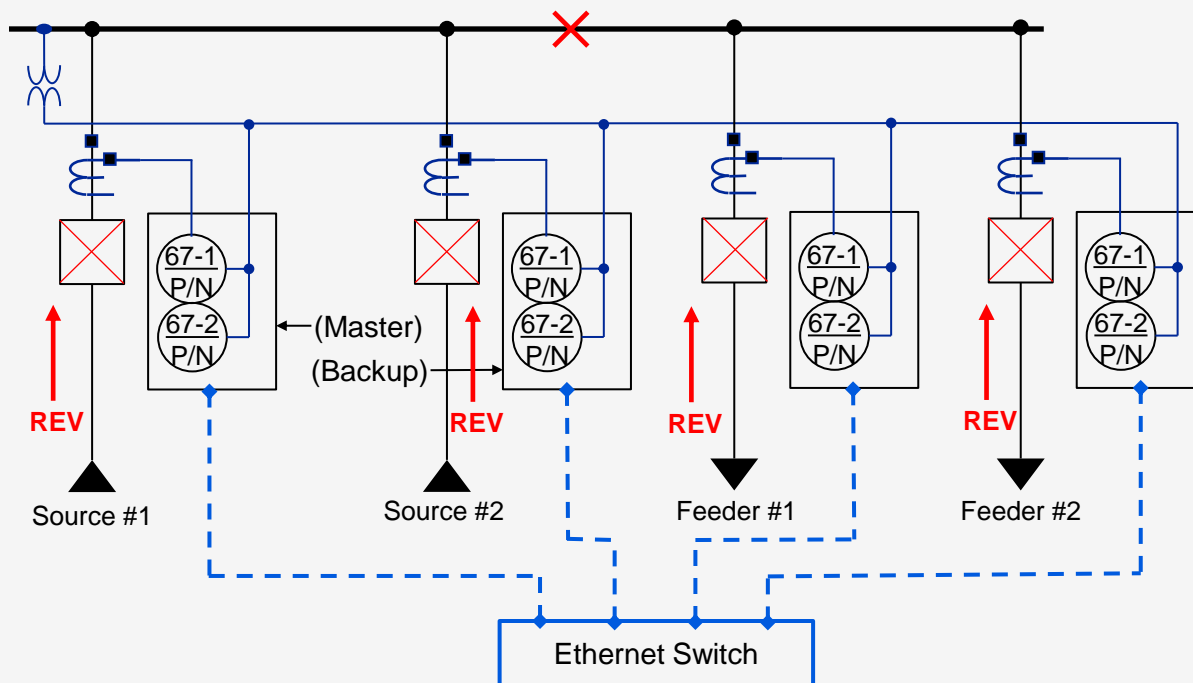 67-1
P/N
67-2
P/N
67-1
P/N
67-2
P/N
67-1
P/N
67-2
P/N
67-1
P/N
67-2
P/N
(Master)
(Backup)
REV
REV
REV
REV
Source #1
Source #2
Feeder #1
Feeder #2
Ethernet Switch